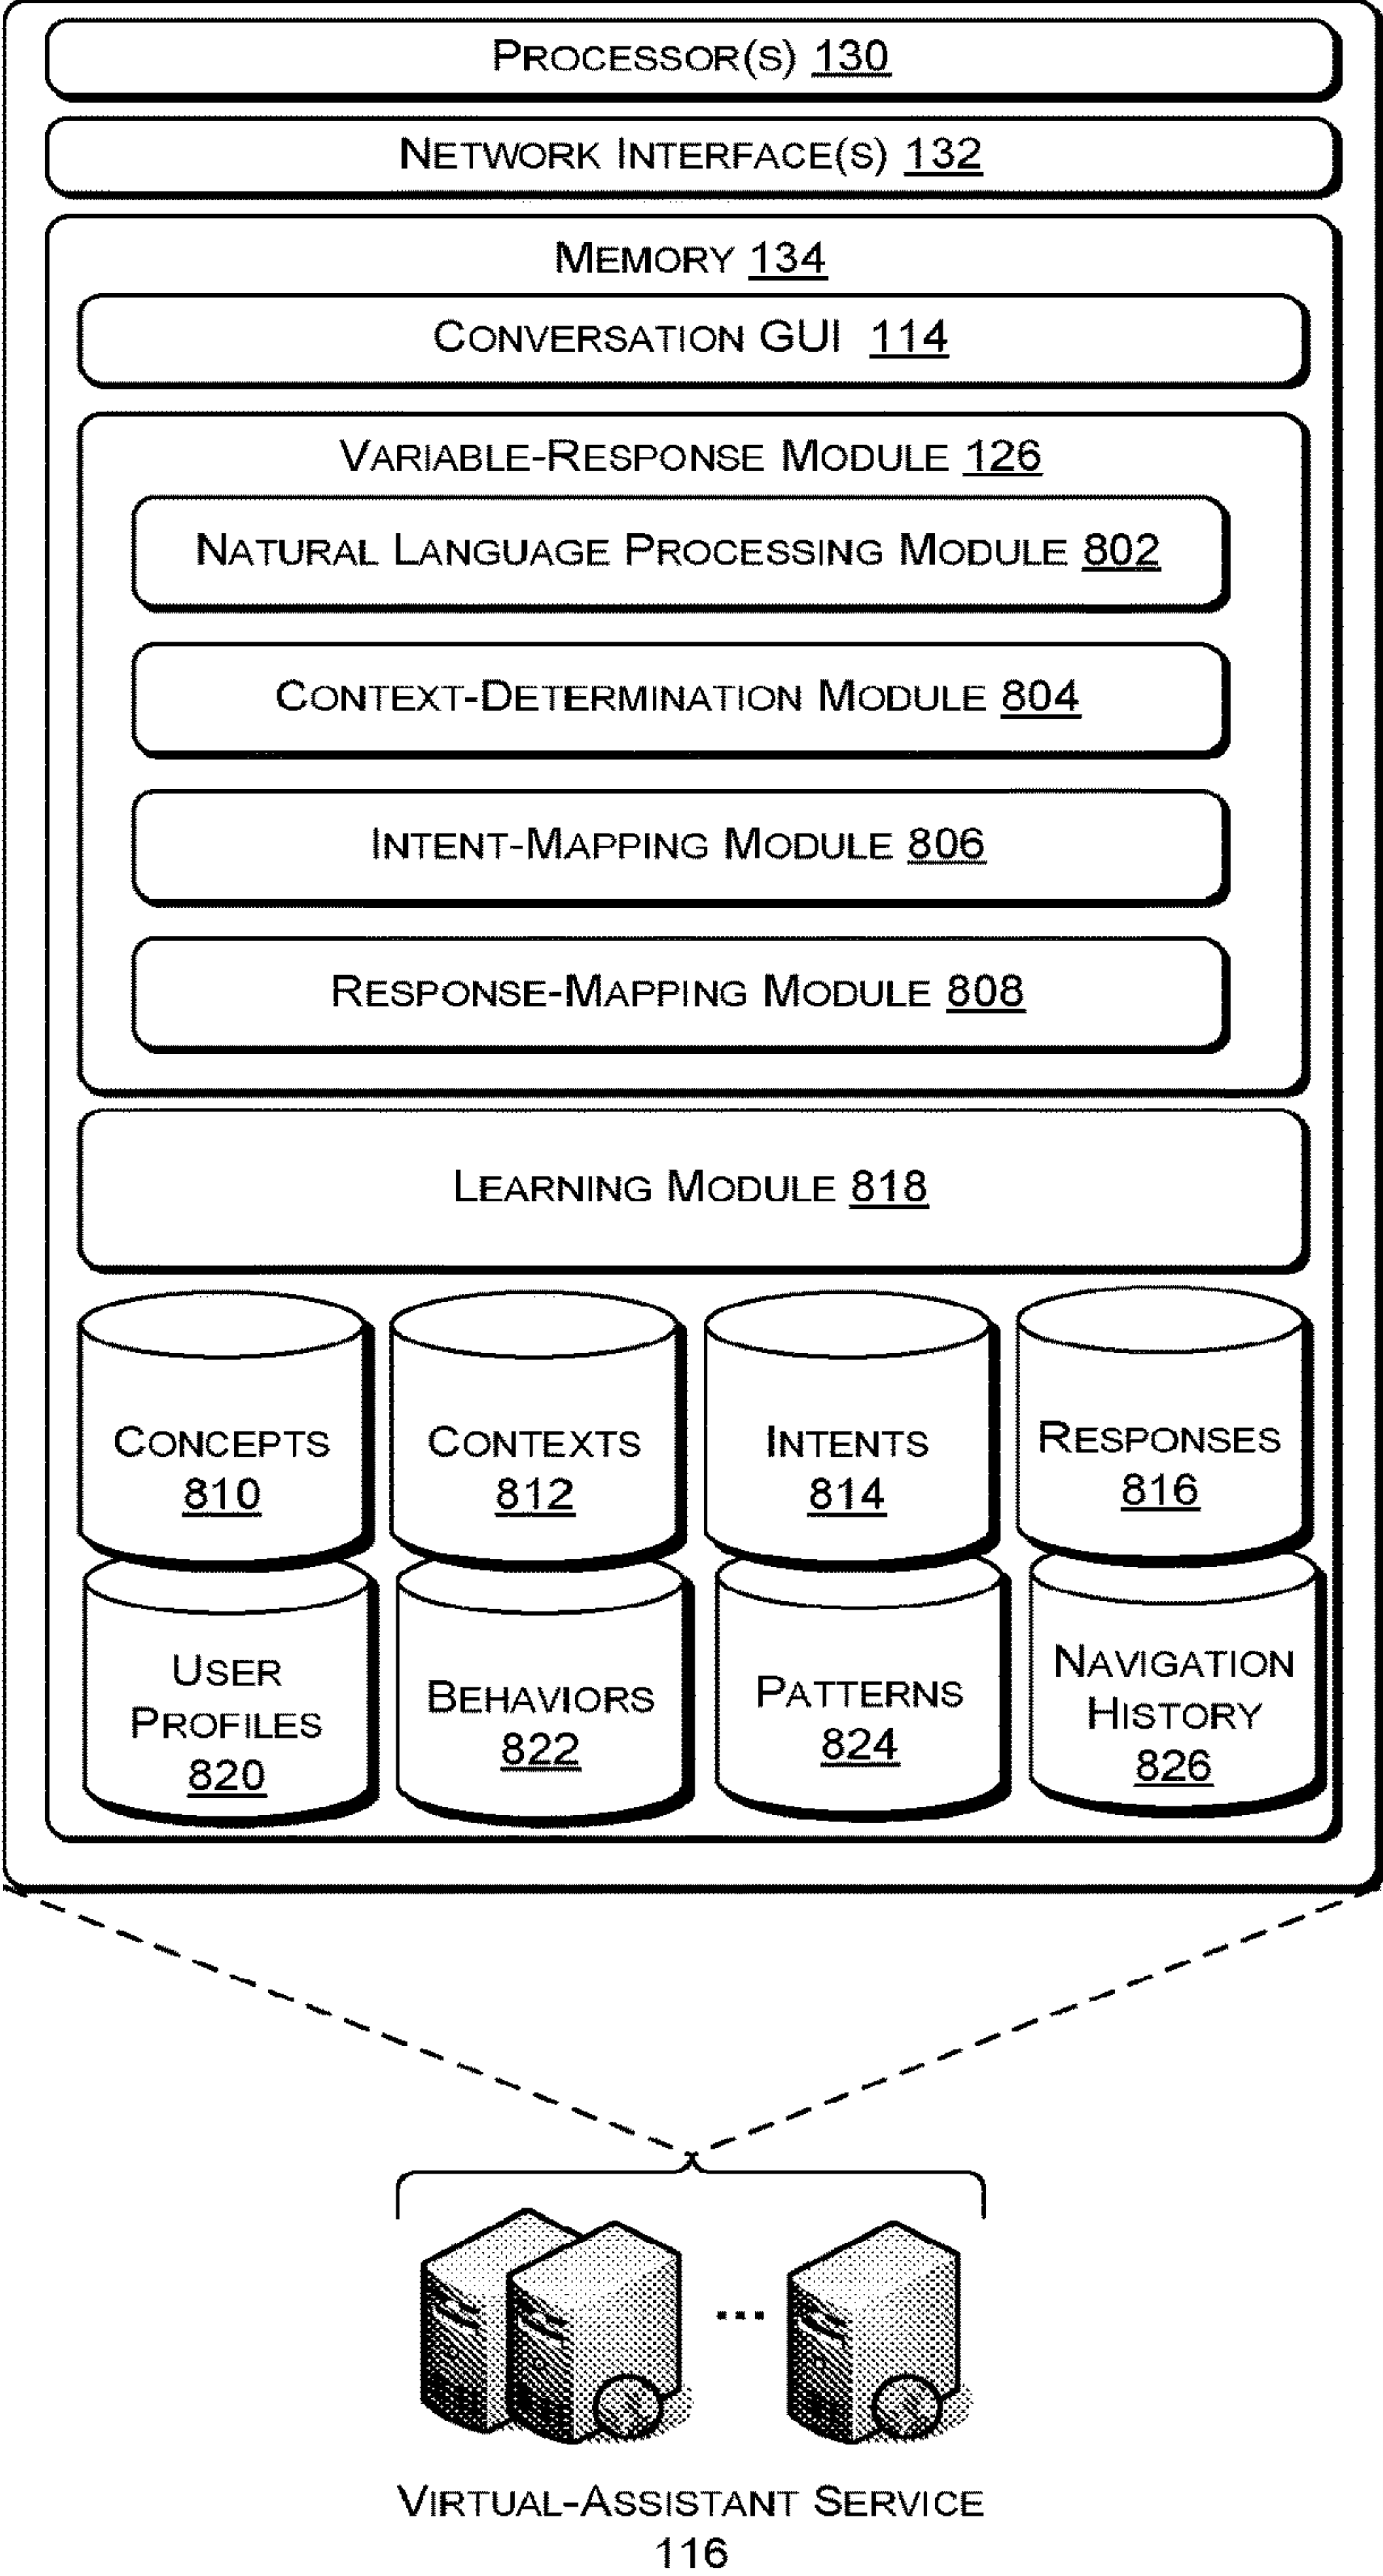 PROCESSOR(S) 130
NETWORK INTERFACE(S) 132
MEMORY 134
CONVERSATION GUI 114
VARIABLE-RESPONSE MODULE 126
NATURAL LANGUAGE PROCESSING MODULE 802
CONTEXT-DETERMINATION MODULE 804
INTENT-MAPPING MODULE 806
RESPONSE-MAPPING MODULE 808
LEARNING MODULE 818
CONCEPTS
810
CONTEXTS
812
INTENTS
814
RESPONSES
816
USER
PROFILES
820
BEHAVIORS
822
PATTERNS
824
NAVIGATION
HISTORY
826
...
VIRTUAL-ASSISTANT SERVICE
116